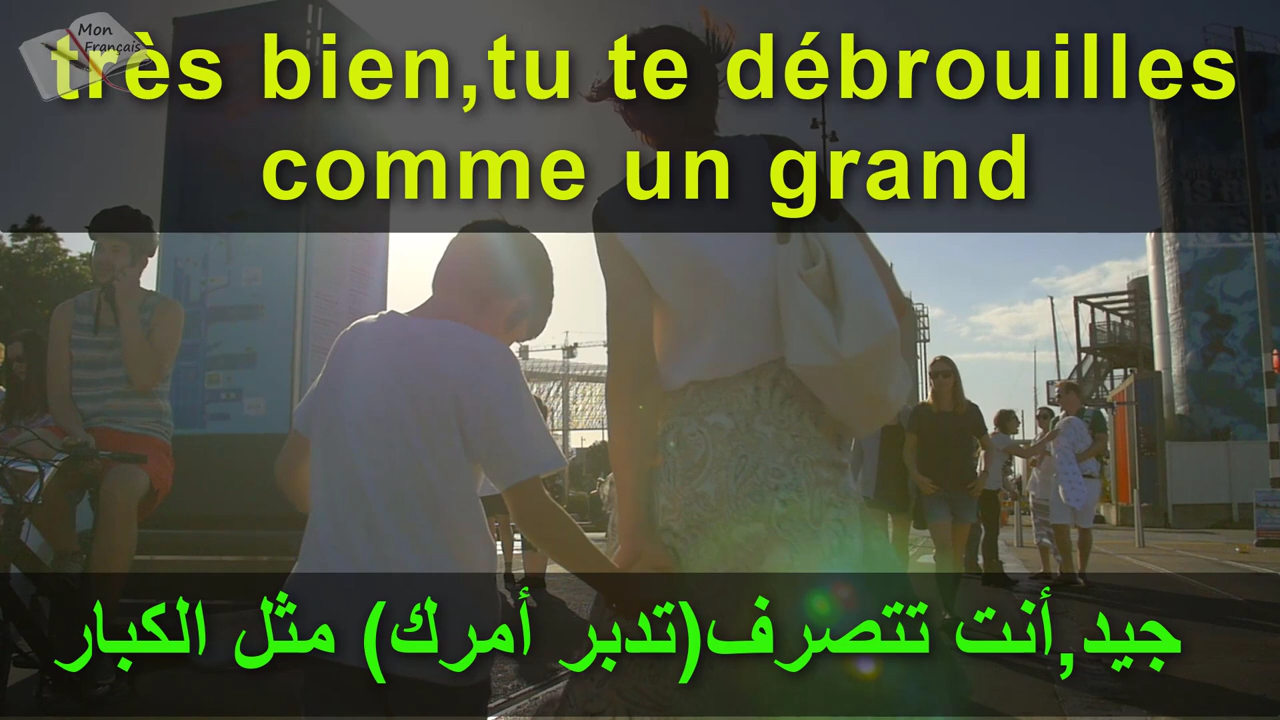 Mon
Français
très bien,tu te débrouilles
comme un grand
جيد,أنت تتصرف(تدبر أمرك) مثل الكبار